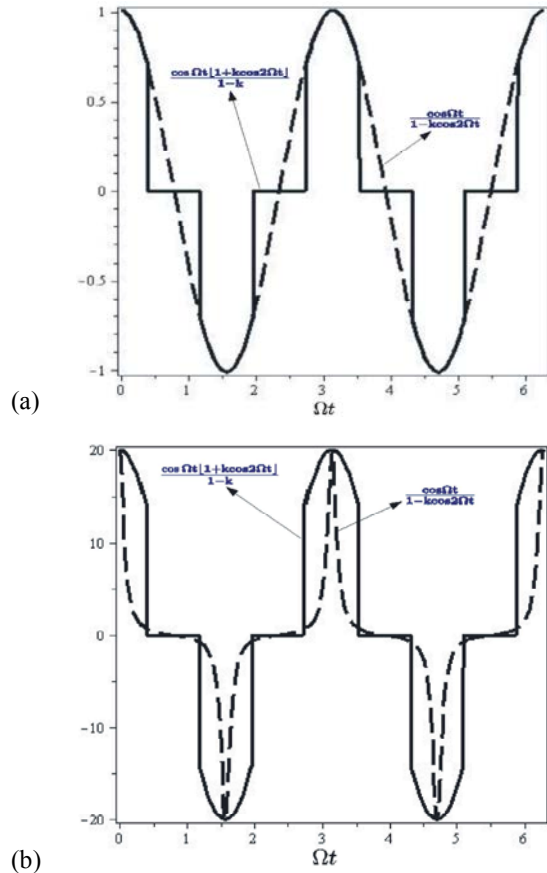 1
cos Ωt⌊1+kcos2Ωt⌋
1−k
cosΩt
1−kcos2Ωt
0.5
0
−0.5
−1
0 1 2 3 4 5 6
(a)
Ωt
20
cos Ωt⌊1+kcos2Ωt⌋
1−k
cosΩt
1−kcos2Ωt
10
0
−10
−20
0 1 2 3 4 5 6
(b)
Ωt